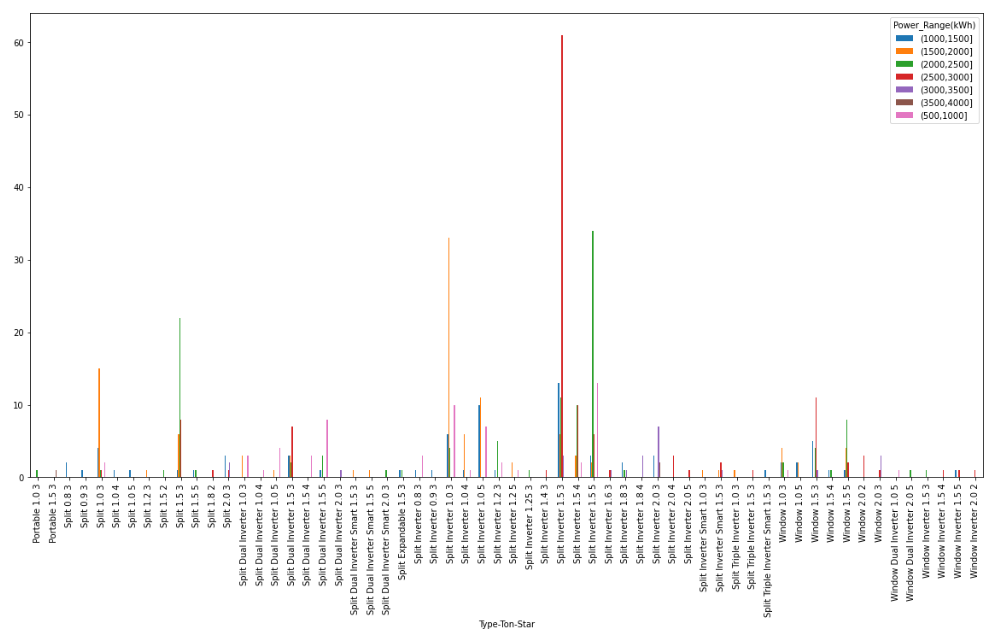 60
50
40
30
20
10
0
Power_Range(kWh)
(1000,1500]
(1500,2000]
(2000,2500]
(2500,3000]
(3000,3500]
(3500,4000]
(500,1000]
Portable 1.0 3
Portable 1.5 3
Split 0.8 3
Split 0.9 3
Split 1.0 3
Split 1.0 4
Split 1.0 5
Split 1.2 3
Split 1.5 2
Split 1.5 3
Split 1.5 5
Split 1.8 2
Split 2.0 3
Split Dual Inverter 1.0 3
Split Dual Inverter 1.0 4
Split Dual Inverter 1.0 5
Split Dual Inverter 1.5 3
Split Dual Inverter 1.5 4
Split Dual Inverter 1.5 5
Split Dual Inverter 2.0 3
Split Dual Inverter Smart 1.5 3
Split Dual Inverter Smart 1.5 5
Split Dual Inverter Smart 2.0 3
Split Expandable 1.5 3
Split Inverter 0.8 3
Split Inverter 0.9 3
Split Inverter 1.0 3
Split Inverter 1.0 4
Split Inverter 1.0 5
Split Inverter 1.2 3
Split Inverter 1.2 5
Split Inverter 1.25 3
Split Inverter 1.4 3
Split Inverter 1.5 3
Split Inverter 1.5 4
Split Inverter 1.5 5
Split Inverter 1.6 3
Split Inverter 1.8 3
Split Inverter 1.8 4
Split Inverter 2.0 3
Split Inverter 2.0 4
Split Inverter 2.0 5
Split Inverter Smart 1.0 3
Split Inverter Smart 1.5 3
Split Triple Inverter 1.0 3
Split Triple Inverter 1.5 3
Split Triple Inverter Smart 1.5 3
Window 1.0 3
Window 1.0 5
Window 1.5 3
Window 1.5 4
Window 1.5 5
Window 2.0 2
Window 2.0 3
Window Dual Inverter 1.0 5
Window Dual Inverter 2.0 5
Window Inverter 1.5 3
Window Inverter 1.5 4
Window Inverter 1.5 5
Window Inverter 2.0 2
Type-Ton-Star